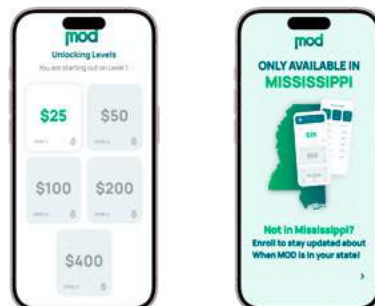 mod
Unlocking Levels
You are starting out on Level 1.
$25
$50
$100
$200
$400
mod
ONLY AVAILABLE IN
MISSISSIPPI
$25
Not in Mississippi?
Enroll to stay updated about
When MOD is in your state!